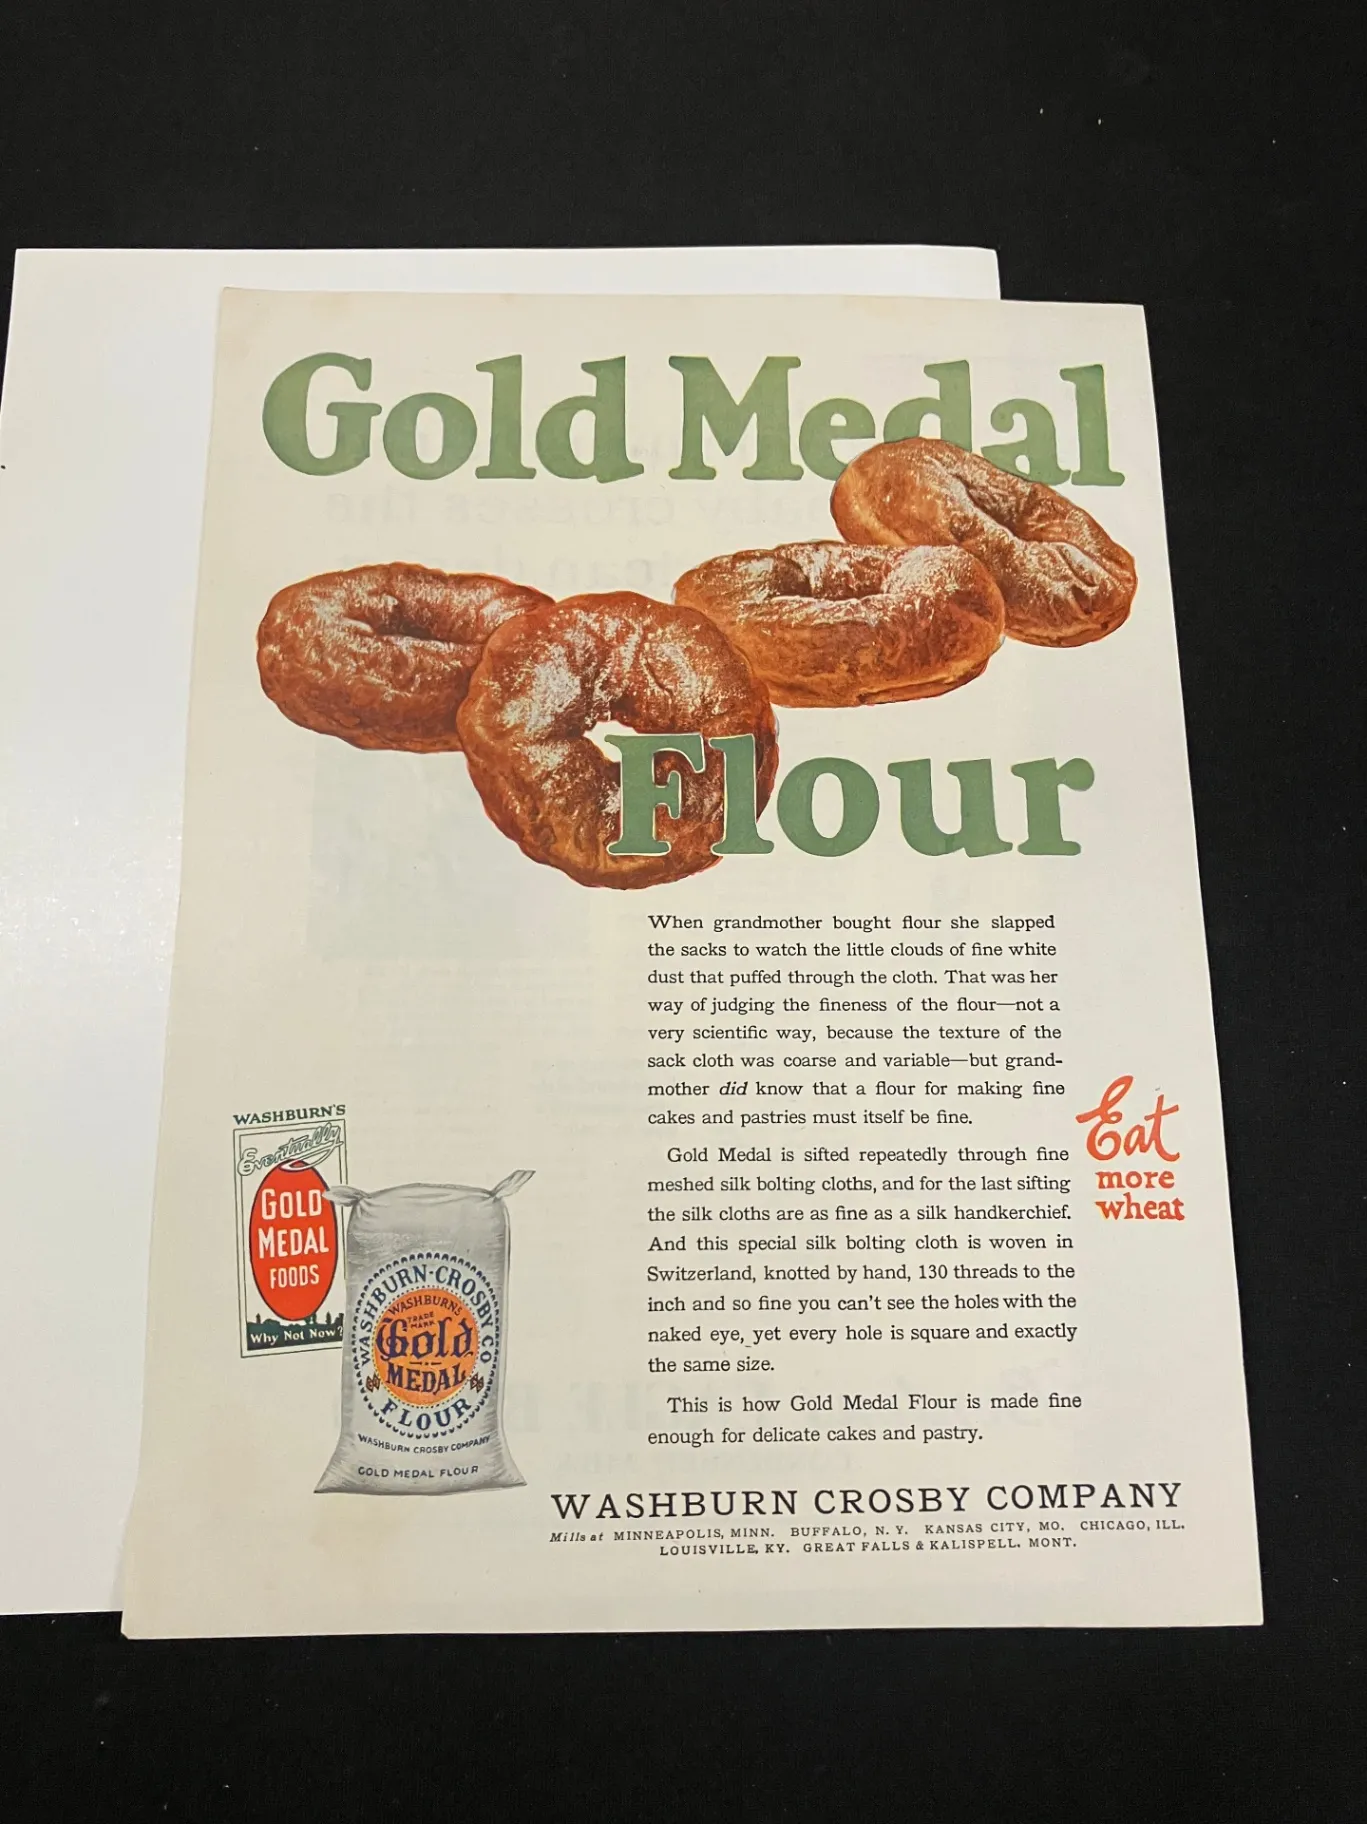 Gold Medal
Flour
When grandmother bought flour she slapped
the sacks to watch the little clouds of fine white
dust that puffed through the cloth. That was her
way of judging the fineness of the flour—not a
very scientific way, because the texture of the
sack cloth was coarse and variable—but grand-
mother did know that a flour for making fine
cakes and pastries must itself be fine.
Gold Medal is sifted repeatedly through fine
meshed silk bolting cloths, and for the last sifting
the silk cloths are as fine as a silk handkerchief.
And this special silk bolting cloth is woven in
Switzerland, knotted by hand, 130 threads to the
inch and so fine you can't see the holes with the
naked eye, yet every hole is square and exactly
the same size.
This is how Gold Medal Flour is made fine
enough for delicate cakes and pastry.
Eat
more
wheat
WASHBURN'S
Eventually
GOLD
MEDAL
FOODS
Why Not Now?
WASHBURN-CROSBY CO
WASHBURN'S
TRADE
MARK
Gold
MEDAL
FLOUR
WASHBURN CROSBY COMPANY
GOLD MEDAL FLOUR
WASHBURN CROSBY COMPANY
Mills at MINNEAPOLIS, MINN. BUFFALO, N. Y. KANSAS CITY, MO. CHICAGO, ILL.
LOUISVILLE, KY. GREAT FALLS & KALISPELL. MONT.